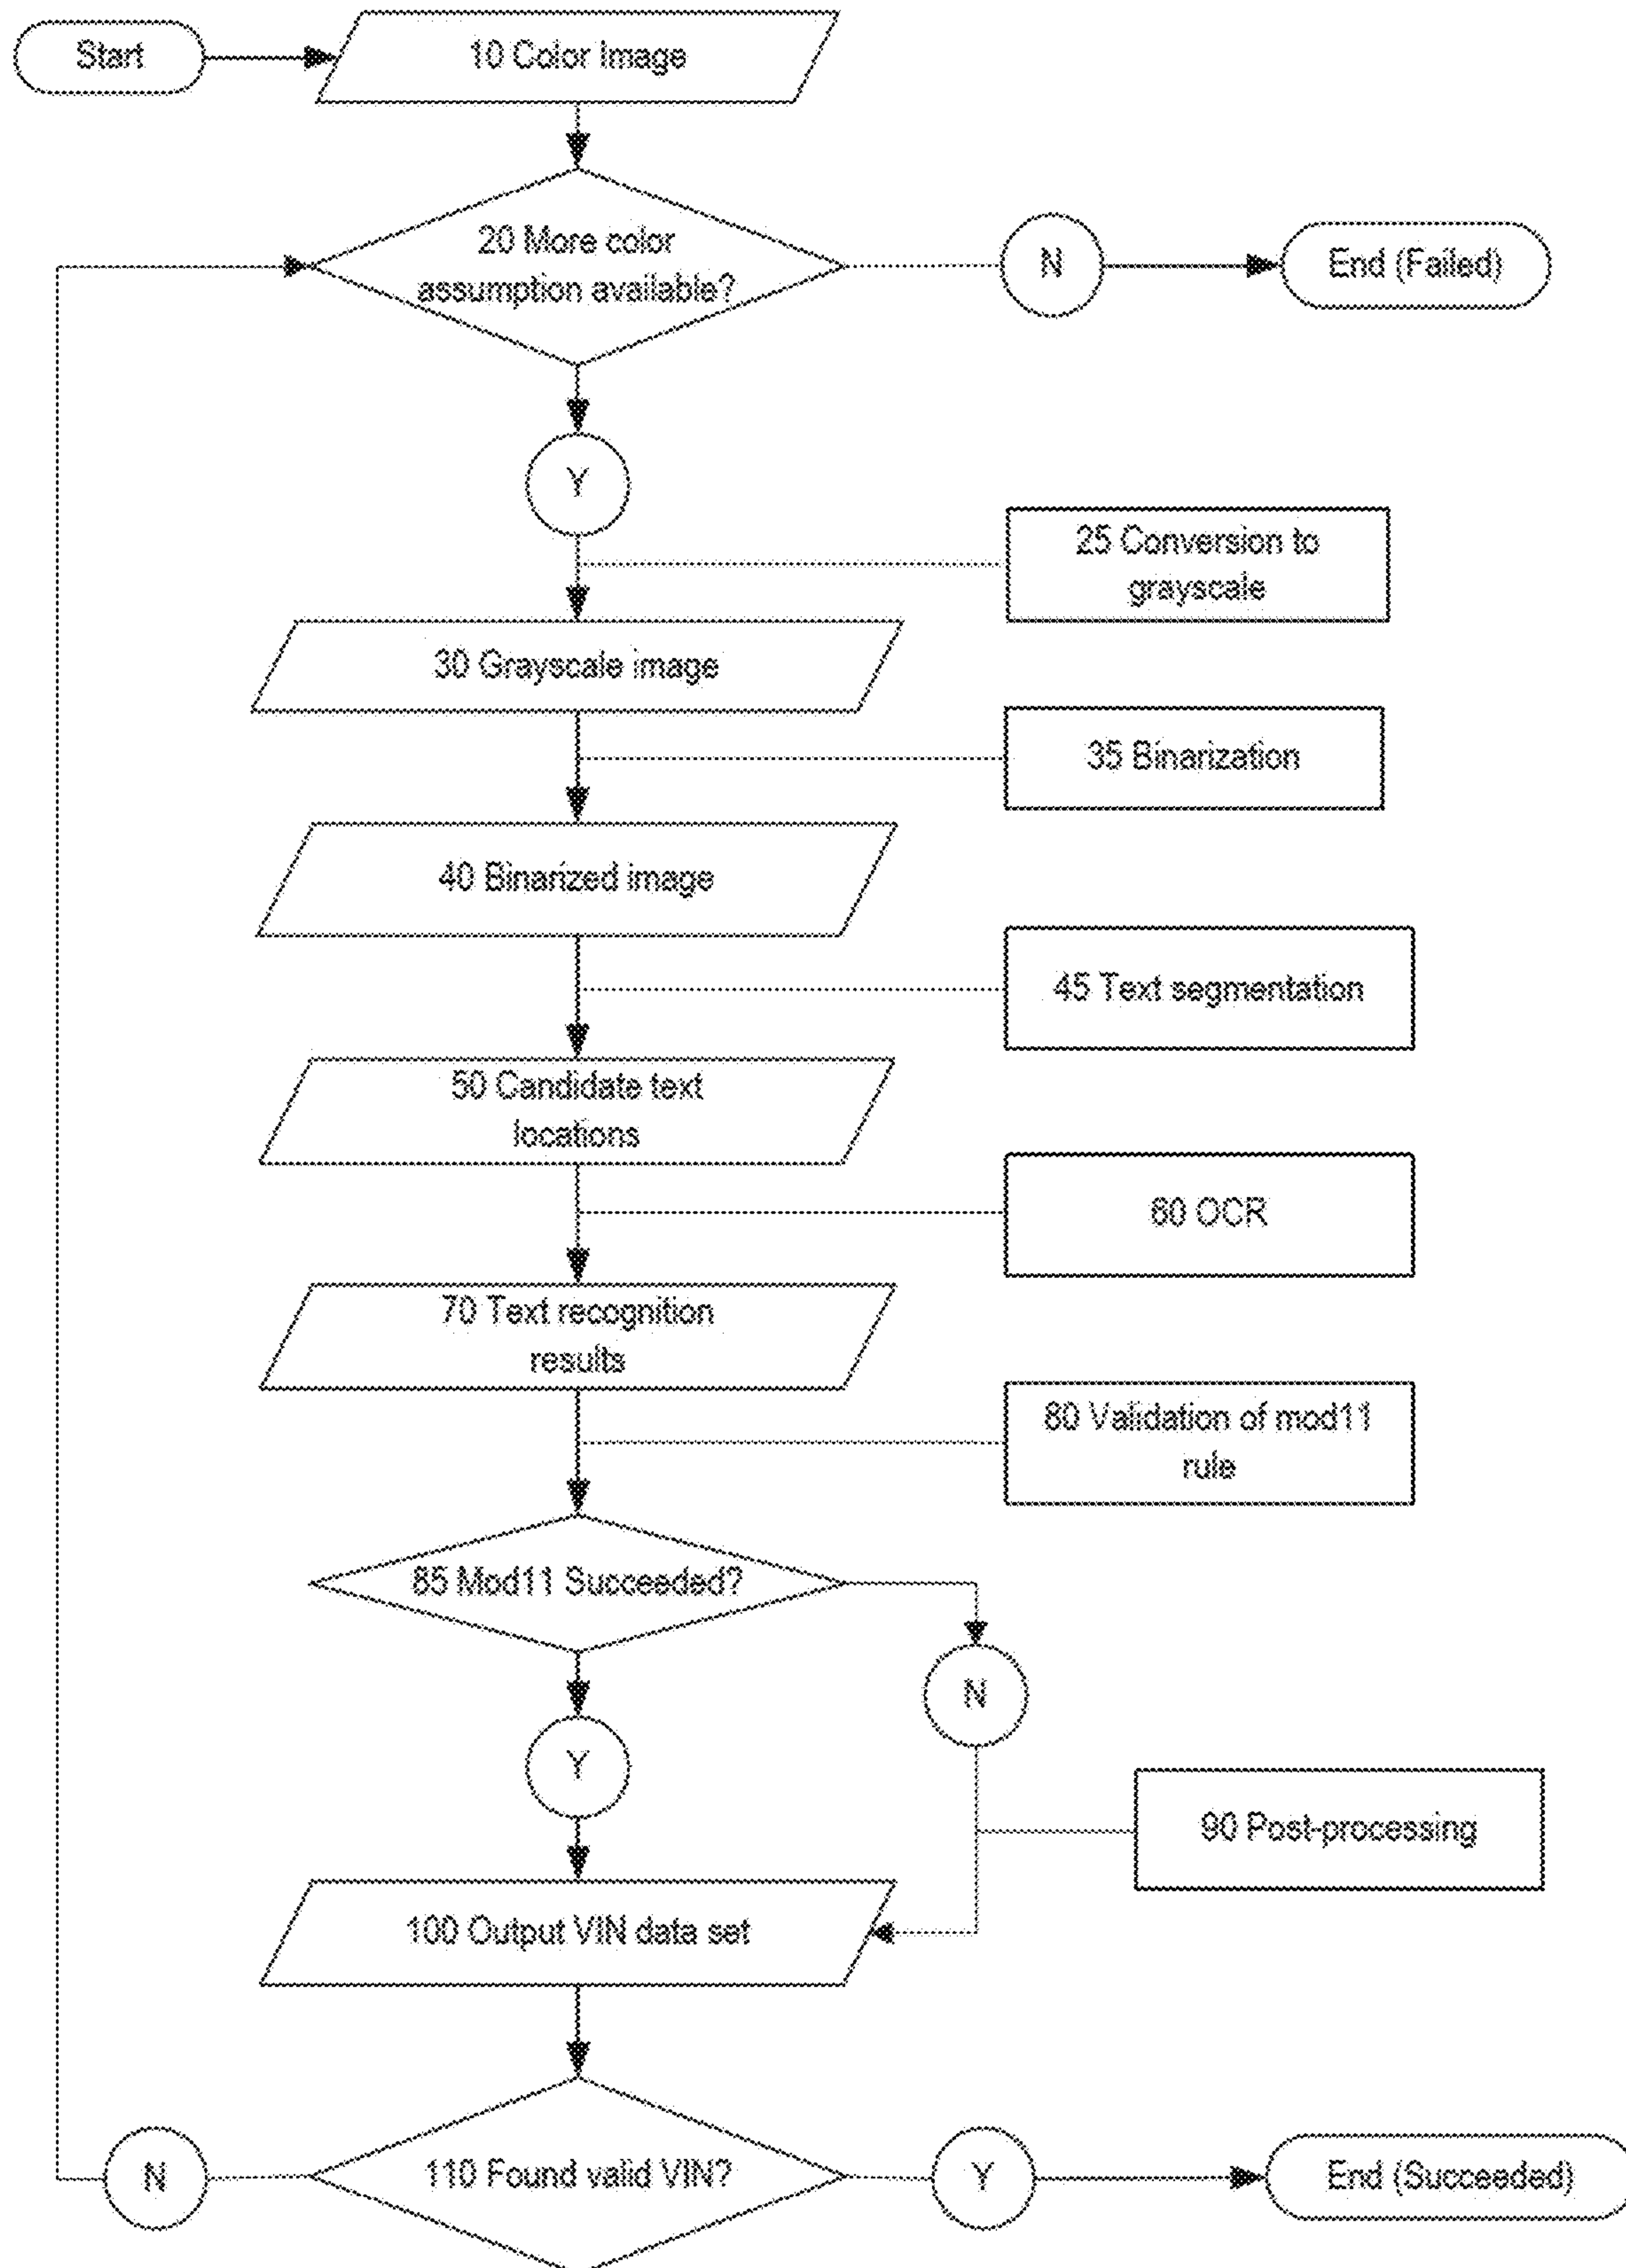 Start
10 Color Image
20 More color
assumption available?
N
End (Failed)
Y
25 Conversion to
grayscale
30 Grayscale image
35 Binarization
40 Binarized image
45 Text segmentation
50 Candidate text
locations
60 OCR
70 Text recognition
results
80 Validation of mod11
rule
85 Mod11 Succeeded?
N
Y
90 Post-processing
100 Output VIN data set
N
110 Found valid VIN?
Y
End (Succeeded)